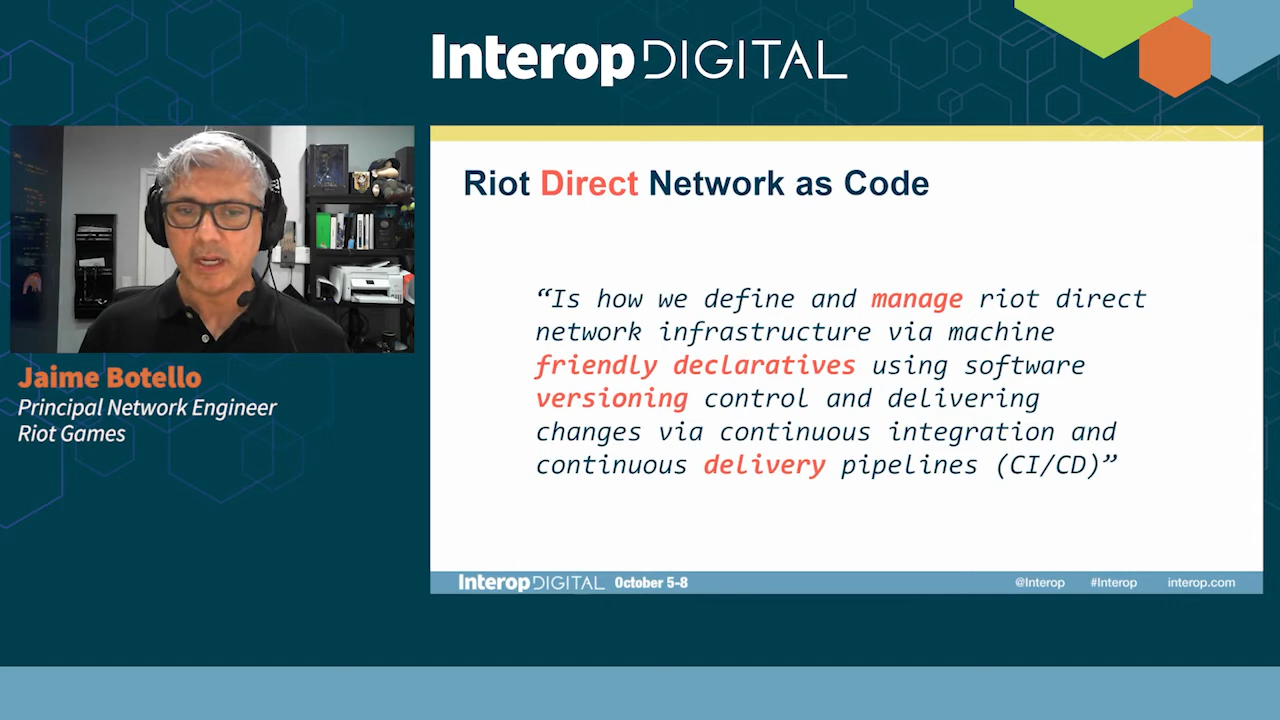 Interop DIGITAL
Jaime Botello
Principal Network Engineer
Riot Games
Riot Direct Network as Code
“Is how we define and manage riot direct
network infrastructure via machine
friendly declaratives using software
versioning control and delivering
changes via continuous integration and
continuous delivery pipelines (CI/CD)”
Interop DIGITAL October 5-8 @Interop #Interop interop.com